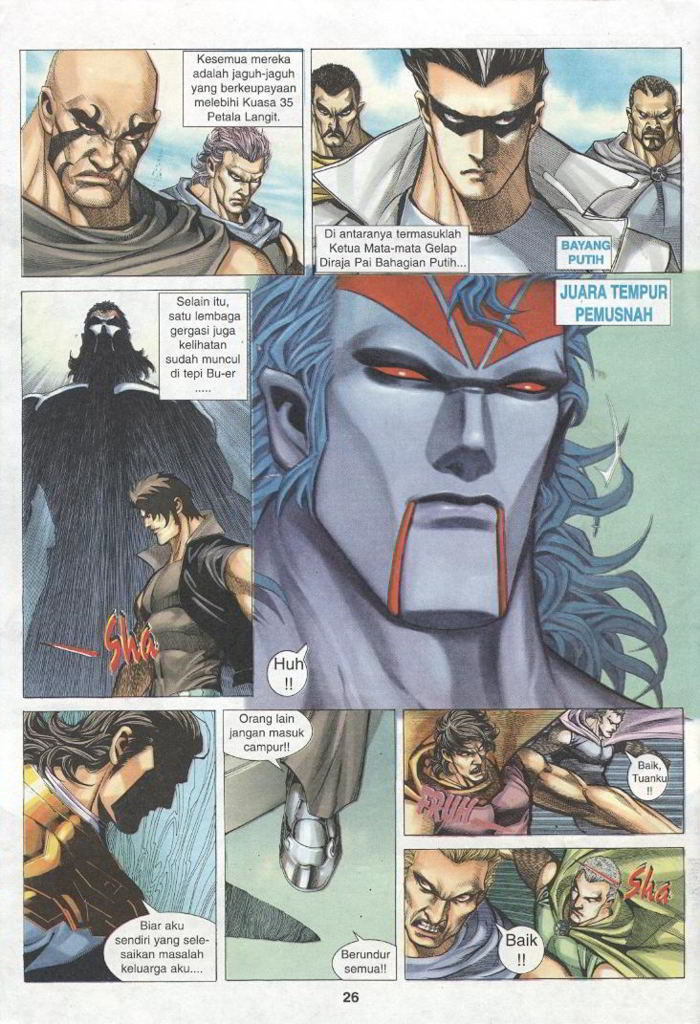 Kesemua mereka
adalah jaguh-jaguh
yang berkeupayaan
melebihi Kuasa 35
Petala Langit.
Di antaranya termasuklah
Ketua Mata-mata Gelap
Diraja Pai Bahagian Putih...
BAYANG
PUTIH
Selain itu,
satu lembaga
gergasi juga
kelihatan
sudah muncul
di tepi Bu-er
.....
JUARA TEMPUR
PEMUSNAH
Sha
Huh
!!
Biar aku
sendiri yang sele-
saikan masalah
keluarga aku....
Orang lain
jangan masuk
campur!!
Berundur
semua!!
Baik,
Tuanku
!!
FRUH
Sha
Baik
!!
26